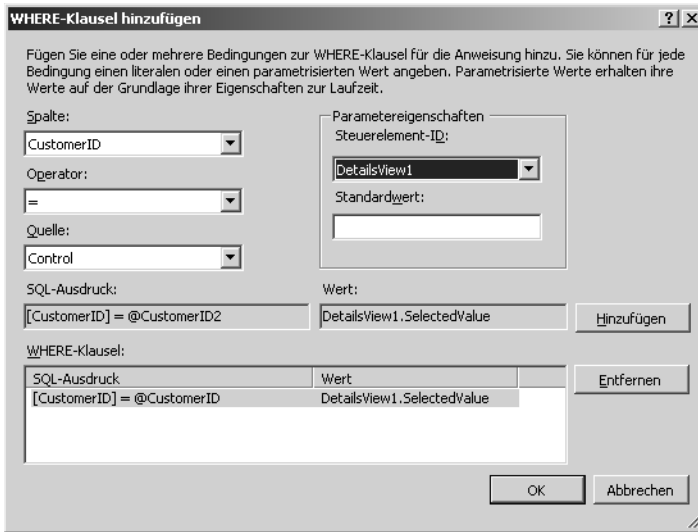 WHERE-Klausel hinzufügen
Fügen Sie eine oder mehrere Bedingungen zur WHERE-Klausel für die Anweisung hinzu. Sie können für jede
Bedingung einen literalen oder einen parametrisierten Wert angeben. Parametrisierte Werte erhalten ihre
Werte auf der Grundlage ihrer Eigenschaften zur Laufzeit.
Spalte:
CustomerID
Operator:
=
Quelle:
Control
Parametereigenschaften
Steuerelement-ID:
DetailsView1
Standardwert:
SQL-Ausdruck:
[CustomerID] = @CustomerID2
Wert:
DetailsView1.SelectedValue
Hinzufügen
WHERE-Klausel:
SQL-Ausdruck Wert
[CustomerID] = @CustomerID DetailsView1.SelectedValue
Entfernen
OK Abbrechen